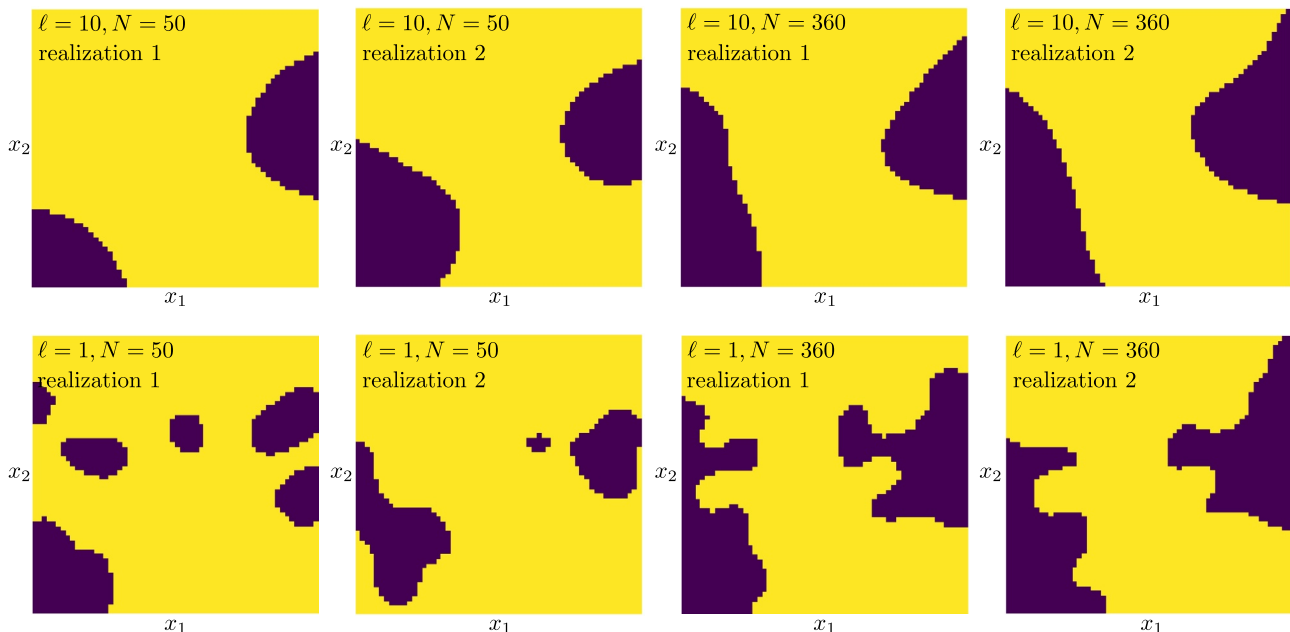 ℓ = 10, N = 50
realization 1
x₂
x₁
ℓ = 10, N = 50
realization 2
x₂
x₁
ℓ = 10, N = 360
realization 1
x₂
x₁
ℓ = 10, N = 360
realization 2
x₂
x₁
ℓ = 1, N = 50
realization 1
x₂
x₁
ℓ = 1, N = 50
realization 2
x₂
x₁
ℓ = 1, N = 360
realization 1
x₂
x₁
ℓ = 1, N = 360
realization 2
x₂
x₁